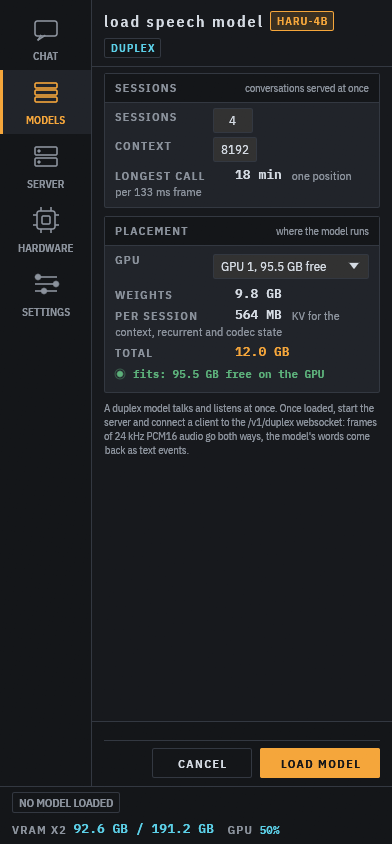 CHAT
MODELS
SERVER
HARDWARE
SETTINGS
load speech model HARU-4B
DUPLEX
SESSIONS conversations served at once
SESSIONS 4
CONTEXT 8192
LONGEST CALL 18 min one position
per 133 ms frame
PLACEMENT where the model runs
GPU GPU 1, 95.5 GB free
WEIGHTS 9.8 GB
PER SESSION 564 MB KV for the
context, recurrent and codec state
TOTAL 12.0 GB
fits: 95.5 GB free on the GPU
A duplex model talks and listens at once. Once loaded, start the
server and connect a client to the /v1/duplex websocket: frames
of 24 kHz PCM16 audio go both ways, the model's words come
back as text events.
CANCEL LOAD MODEL
NO MODEL LOADED
VRAM X2 92.6 GB / 191.2 GB GPU 50%